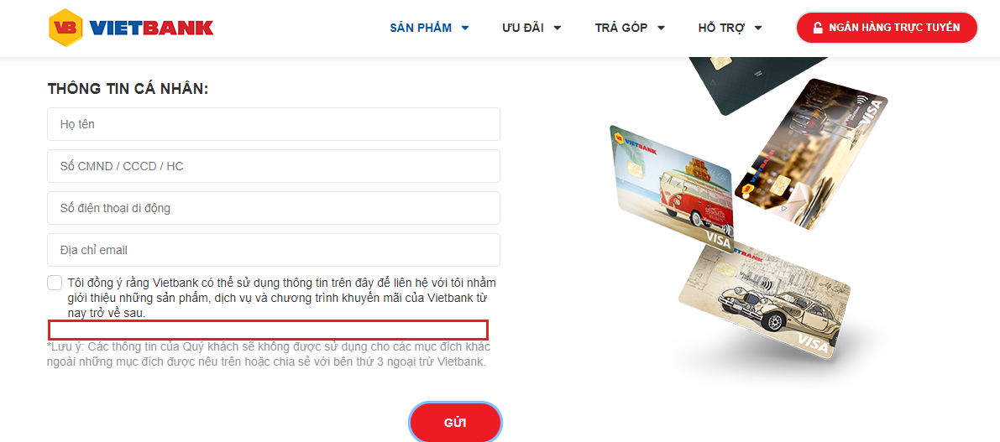 VB VIETBANK
SẢN PHẨM ƯU ĐÃI TRẢ GÓP HỖ TRỢ NGÂN HÀNG TRỰC TUYẾN
THÔNG TIN CÁ NHÂN:
Họ tên
Số CMND / CCCD / HC
Số điện thoại di động
Địa chỉ email
Tôi đồng ý rằng Vietbank có thể sử dụng thông tin trên đây để liên hệ với tôi nhằm
giới thiệu những sản phẩm, dịch vụ và chương trình khuyến mãi của Vietbank từ
nay trở về sau.
*Lưu ý: Các thông tin của Quý khách sẽ không được sử dụng cho các mục đích khác
ngoài những mục đích được nêu trên hoặc chia sẻ với bên thứ 3 ngoại trừ Vietbank.
GỬI
VISA
VIETBANK
VIETBANK
SUMMER
VISA
VIETBANK
VISA